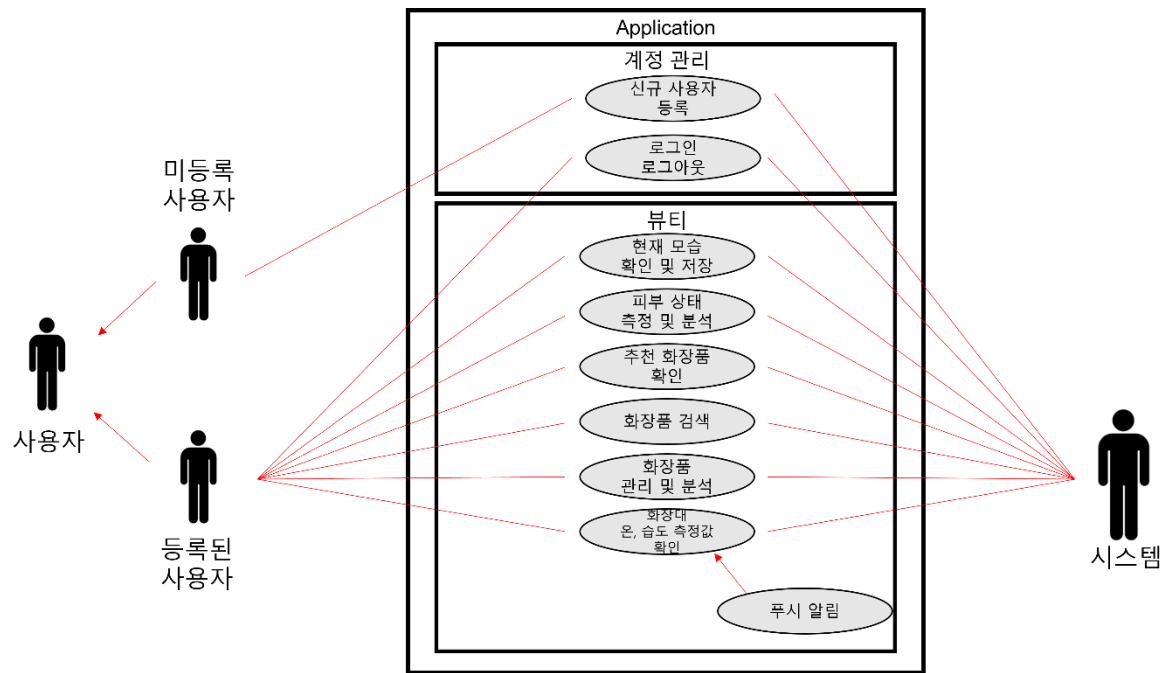 Application
계정 관리
신규 사용자
등록
로그인
로그아웃
미등록
사용자
뷰티
현재 모습
확인 및 저장
피부 상태
측정 및 분석
추천 화장품
확인
화장품 검색
화장품
관리 및 분석
화장대
온, 습도 측정값
확인
푸시 알림
사용자
등록된
사용자
시스템